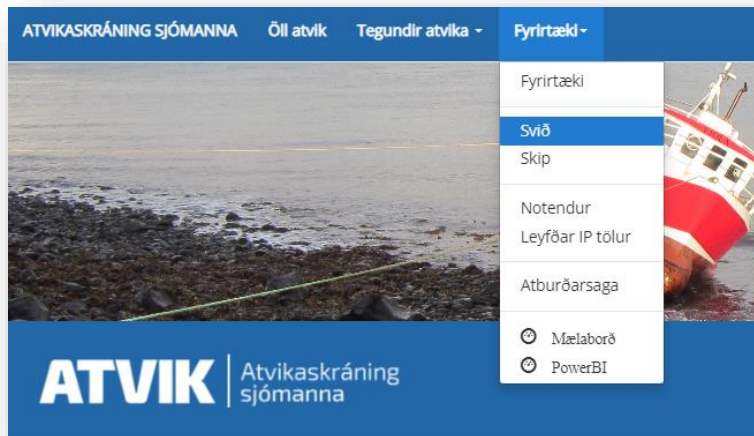 ATVIKASKRÁNING SJÓMANNA Öll atvik Tegundir atvika Fyrirtæki
Fyrirtæki
Svið
Skip
Notendur
Leyfðar IP tölur
Atburðarsaga
Mælaborð
PowerBI
ATVIK Atvikaskráning
sjómanna